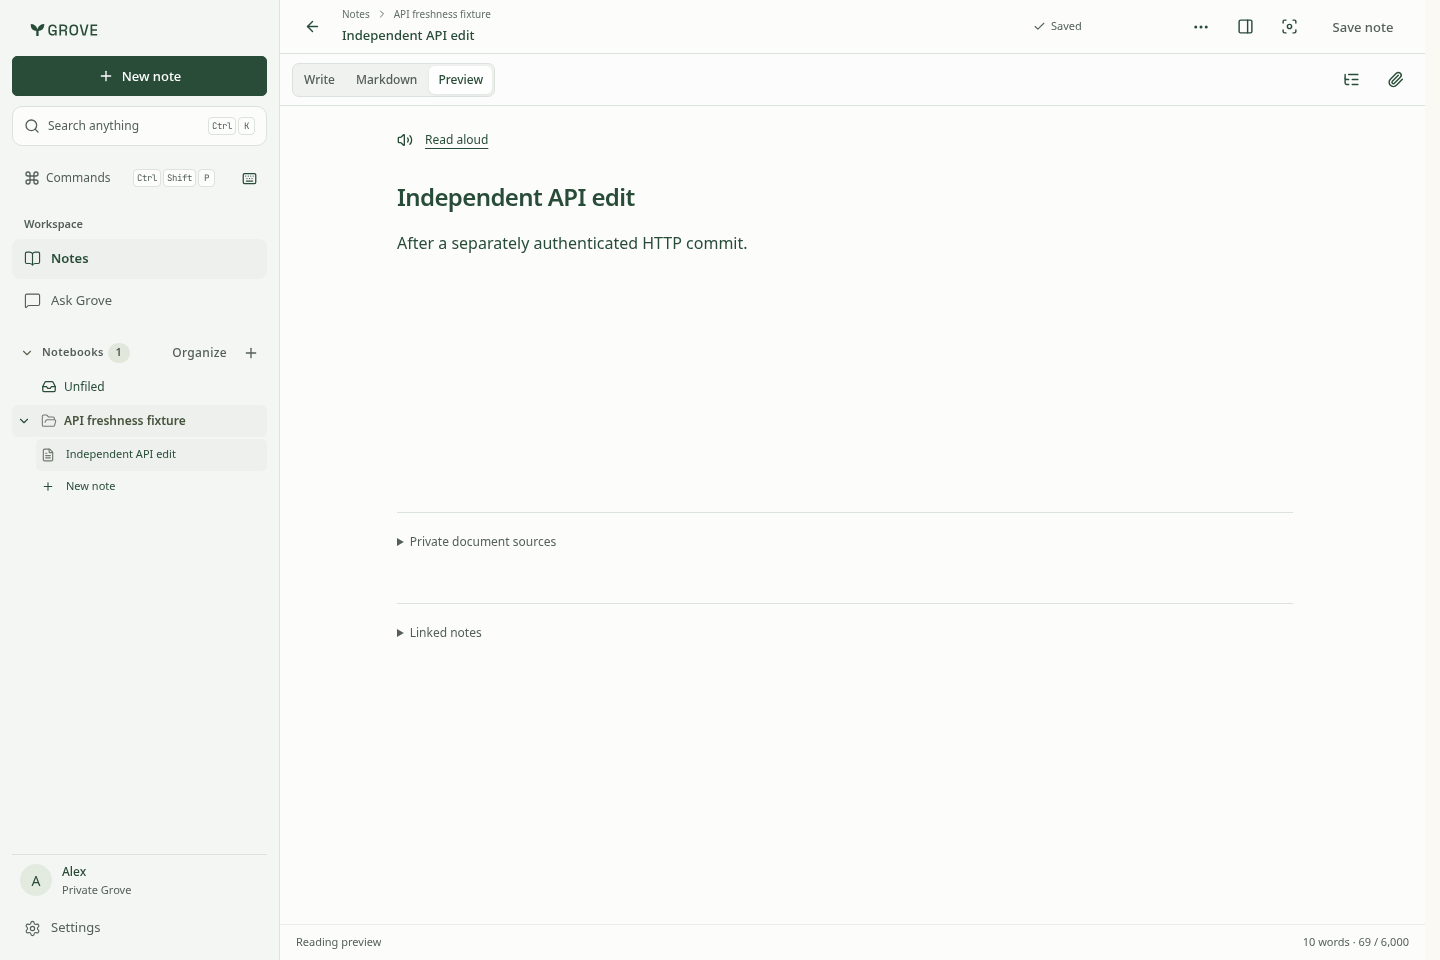 GROVE
New note
Search anything Ctrl K
Commands Ctrl Shift P
Workspace
Notes
Ask Grove
Notebooks 1 Organize
Unfiled
API freshness fixture
Independent API edit
New note
A
Alex
Private Grove
Settings
Notes API freshness fixture
Independent API edit
Saved
Save note
Write Markdown Preview
Read aloud
Independent API edit
After a separately authenticated HTTP commit.
Private document sources
Linked notes
Reading preview
10 words · 69 / 6,000